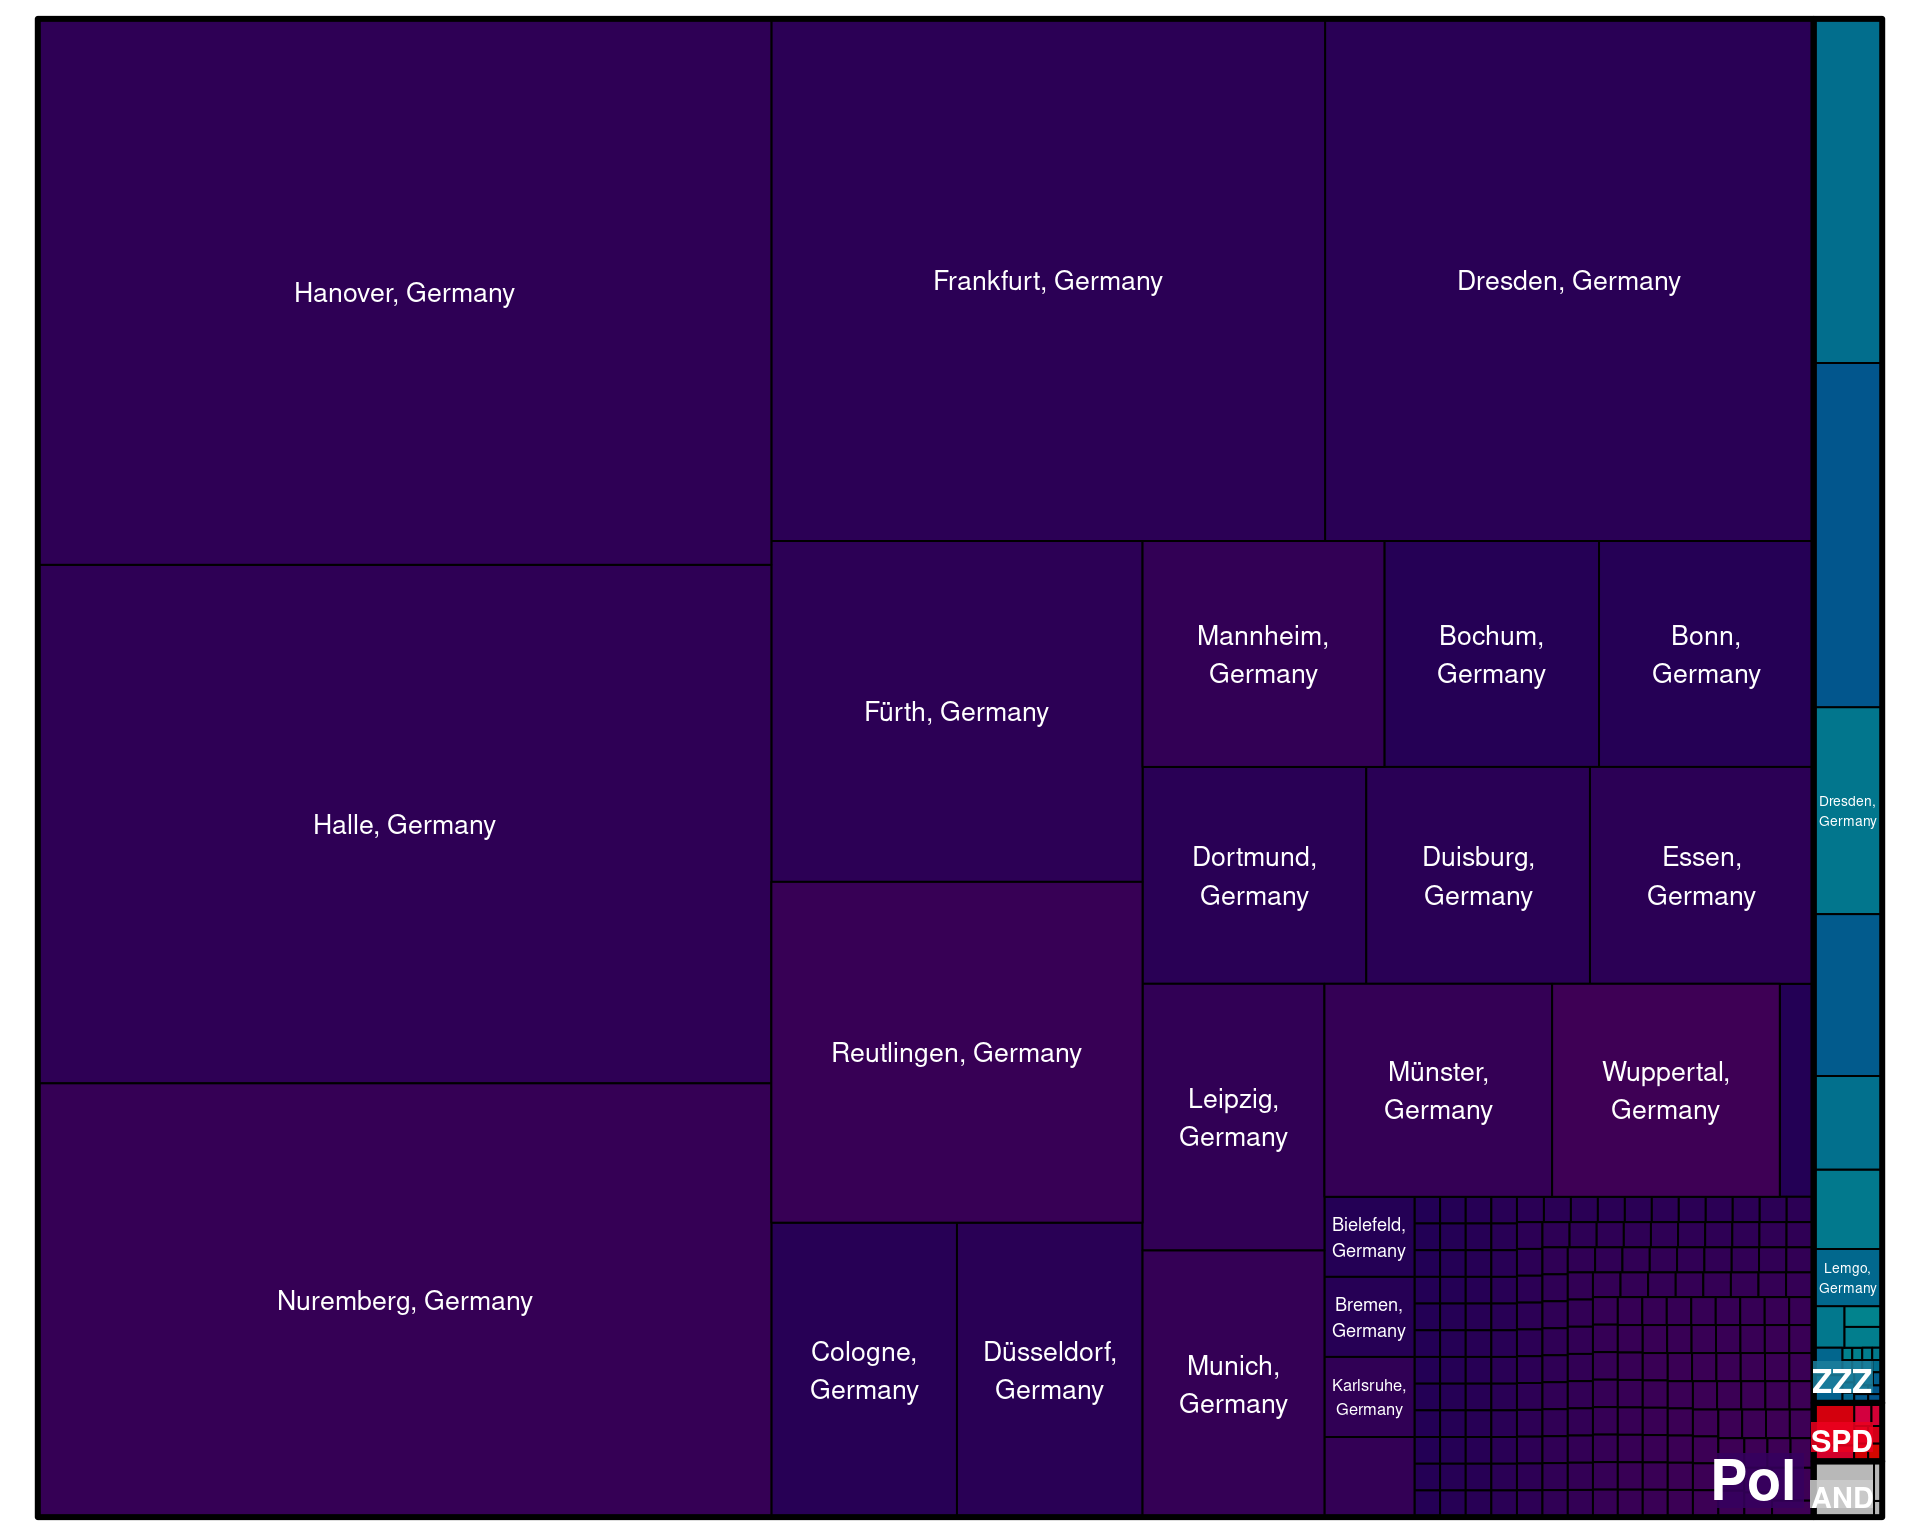 Hanover, Germany
Frankfurt, Germany
Dresden, Germany
Halle, Germany
Nuremberg, Germany
Fürth, Germany
Reutlingen, Germany
Cologne,
Germany
Düsseldorf,
Germany
Mannheim,
Germany
Bochum,
Germany
Bonn,
Germany
Dortmund,
Germany
Duisburg,
Germany
Essen,
Germany
Leipzig,
Germany
Münster,
Germany
Wuppertal,
Germany
Munich,
Germany
Bielefeld,
Germany
Bremen,
Germany
Karlsruhe,
Germany
Pol
Dresden,
Germany
Lemgo,
Germany
ZZZ
SPD
AND